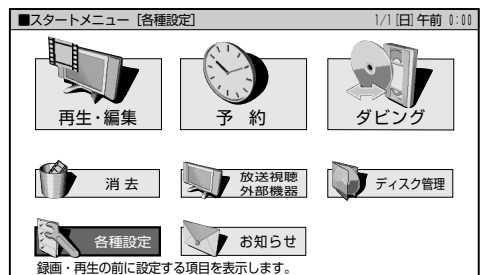 ■スタートメニュー［各種設定］ 1/1［日］午前 0:00
再生・編集 予 約 ダビング
消 去 放送視聴 外部機器 ディスク管理
各種設定 お知らせ
録画・再生の前に設定する項目を表示します。